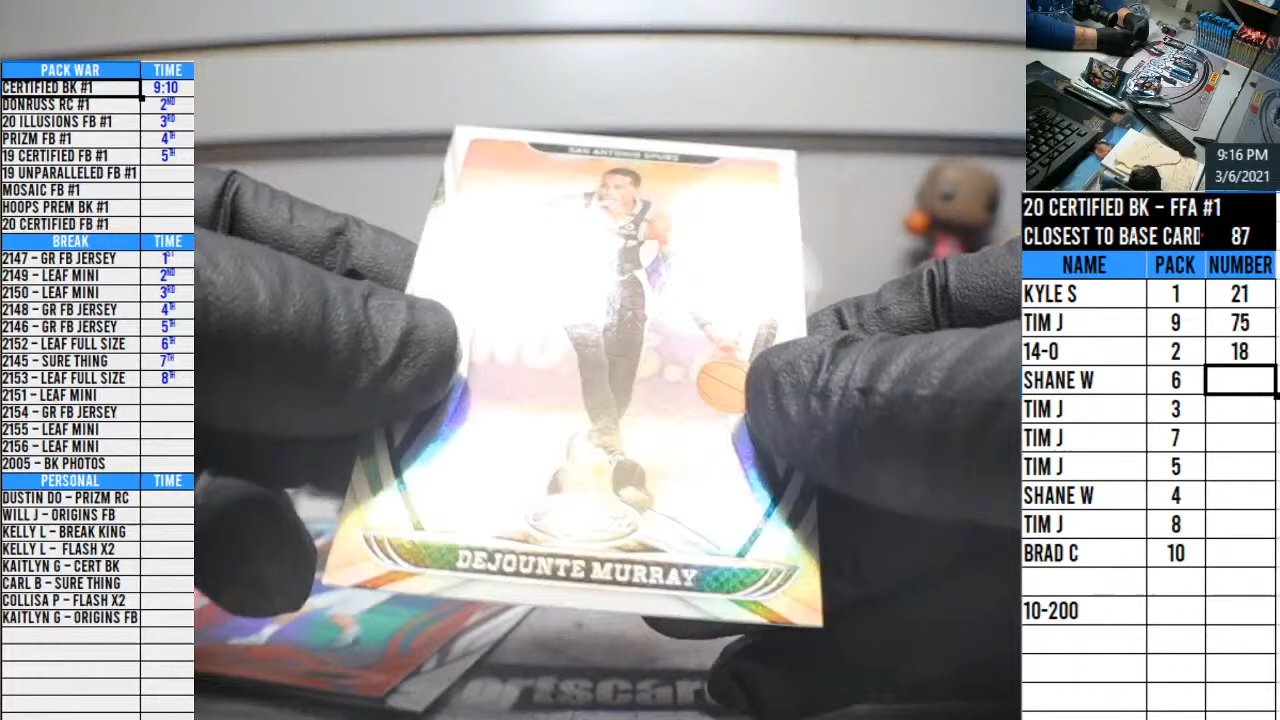 PACK WAR TIME
CERTIFIED BK #1 9:10
DONRUSS RC #1 2ND
20 ILLUSIONS FB #1 3RD
PRIZM FB #1 4TH
19 CERTIFIED FB #1 5TH
19 UNPARALLELED FB #1
MOSAIC FB #1
HOOPS PREM BK #1
20 CERTIFIED FB #1
BREAK TIME
2147 - GR FB JERSEY 1ST
2149 - LEAF MINI 2ND
2150 - LEAF MINI 3RD
2148 - GR FB JERSEY 4TH
2146 - GR FB JERSEY 5TH
2152 - LEAF FULL SIZE 6TH
2145 - SURE THING 7TH
2153 - LEAF FULL SIZE 8TH
2151 - LEAF MINI
2154 - GR FB JERSEY
2155 - LEAF MINI
2156 - LEAF MINI
2005 - BK PHOTOS
PERSONAL TIME
DUSTIN DO - PRIZM RC
WILL J - ORIGINS FB
KELLY L - BREAK KING
KELLY L - FLASH X2
KAITLYN G - CERT BK
CARL B - SURE THING
COLLISA P - FLASH X2
KAITLYN G - ORIGINS FB
SAN ANTONIO SPURS
DEJOUNTE MURRAY
ortscar
9:16 PM
3/6/2021
20 CERTIFIED BK - FFA #1
CLOSEST TO BASE CARD 87
NAME PACK NUMBER
KYLE S 1 21
TIM J 9 75
14-0 2 18
SHANE W 6
TIM J 3
TIM J 7
TIM J 5
SHANE W 4
TIM J 8
BRAD C 10
10-200